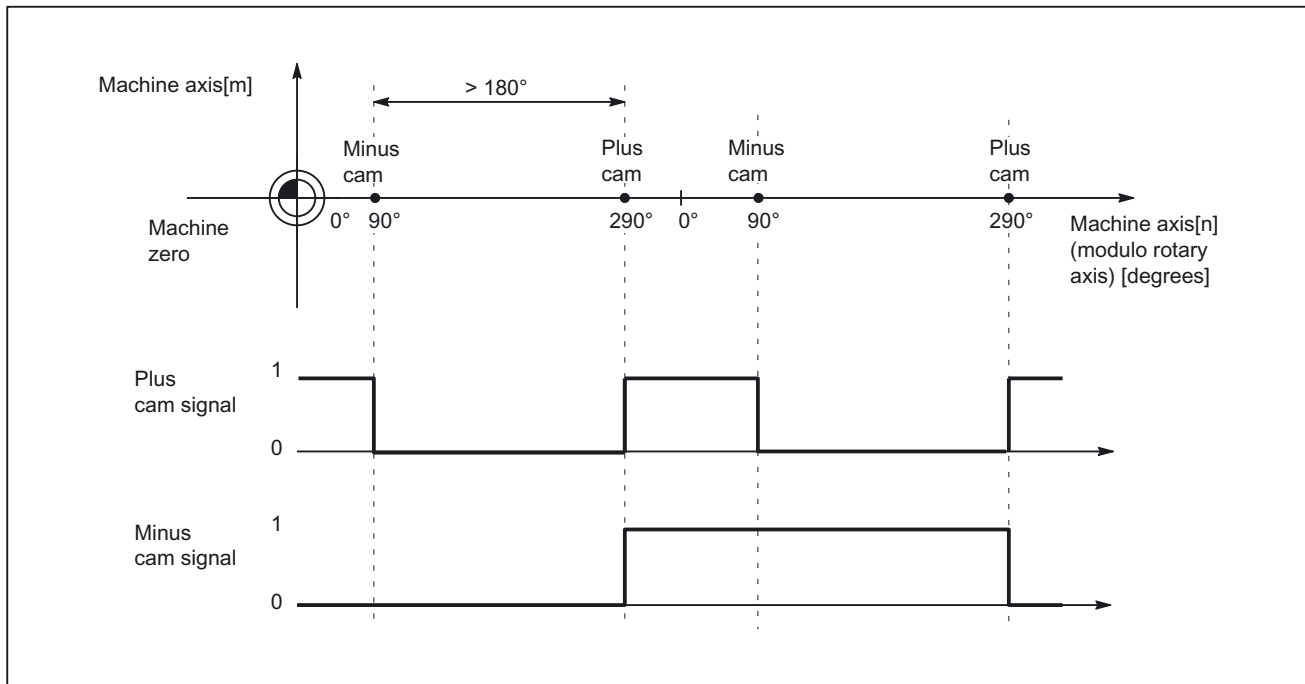 Machine axis[m]
> 180°
Minus
cam
Plus
cam
Minus
cam
Plus
cam
Machine
zero
0°
90°
290°
0°
90°
290°
Machine axis[n]
(modulo rotary
axis) [degrees]
Plus
cam signal
1
0
Minus
cam signal
1
0